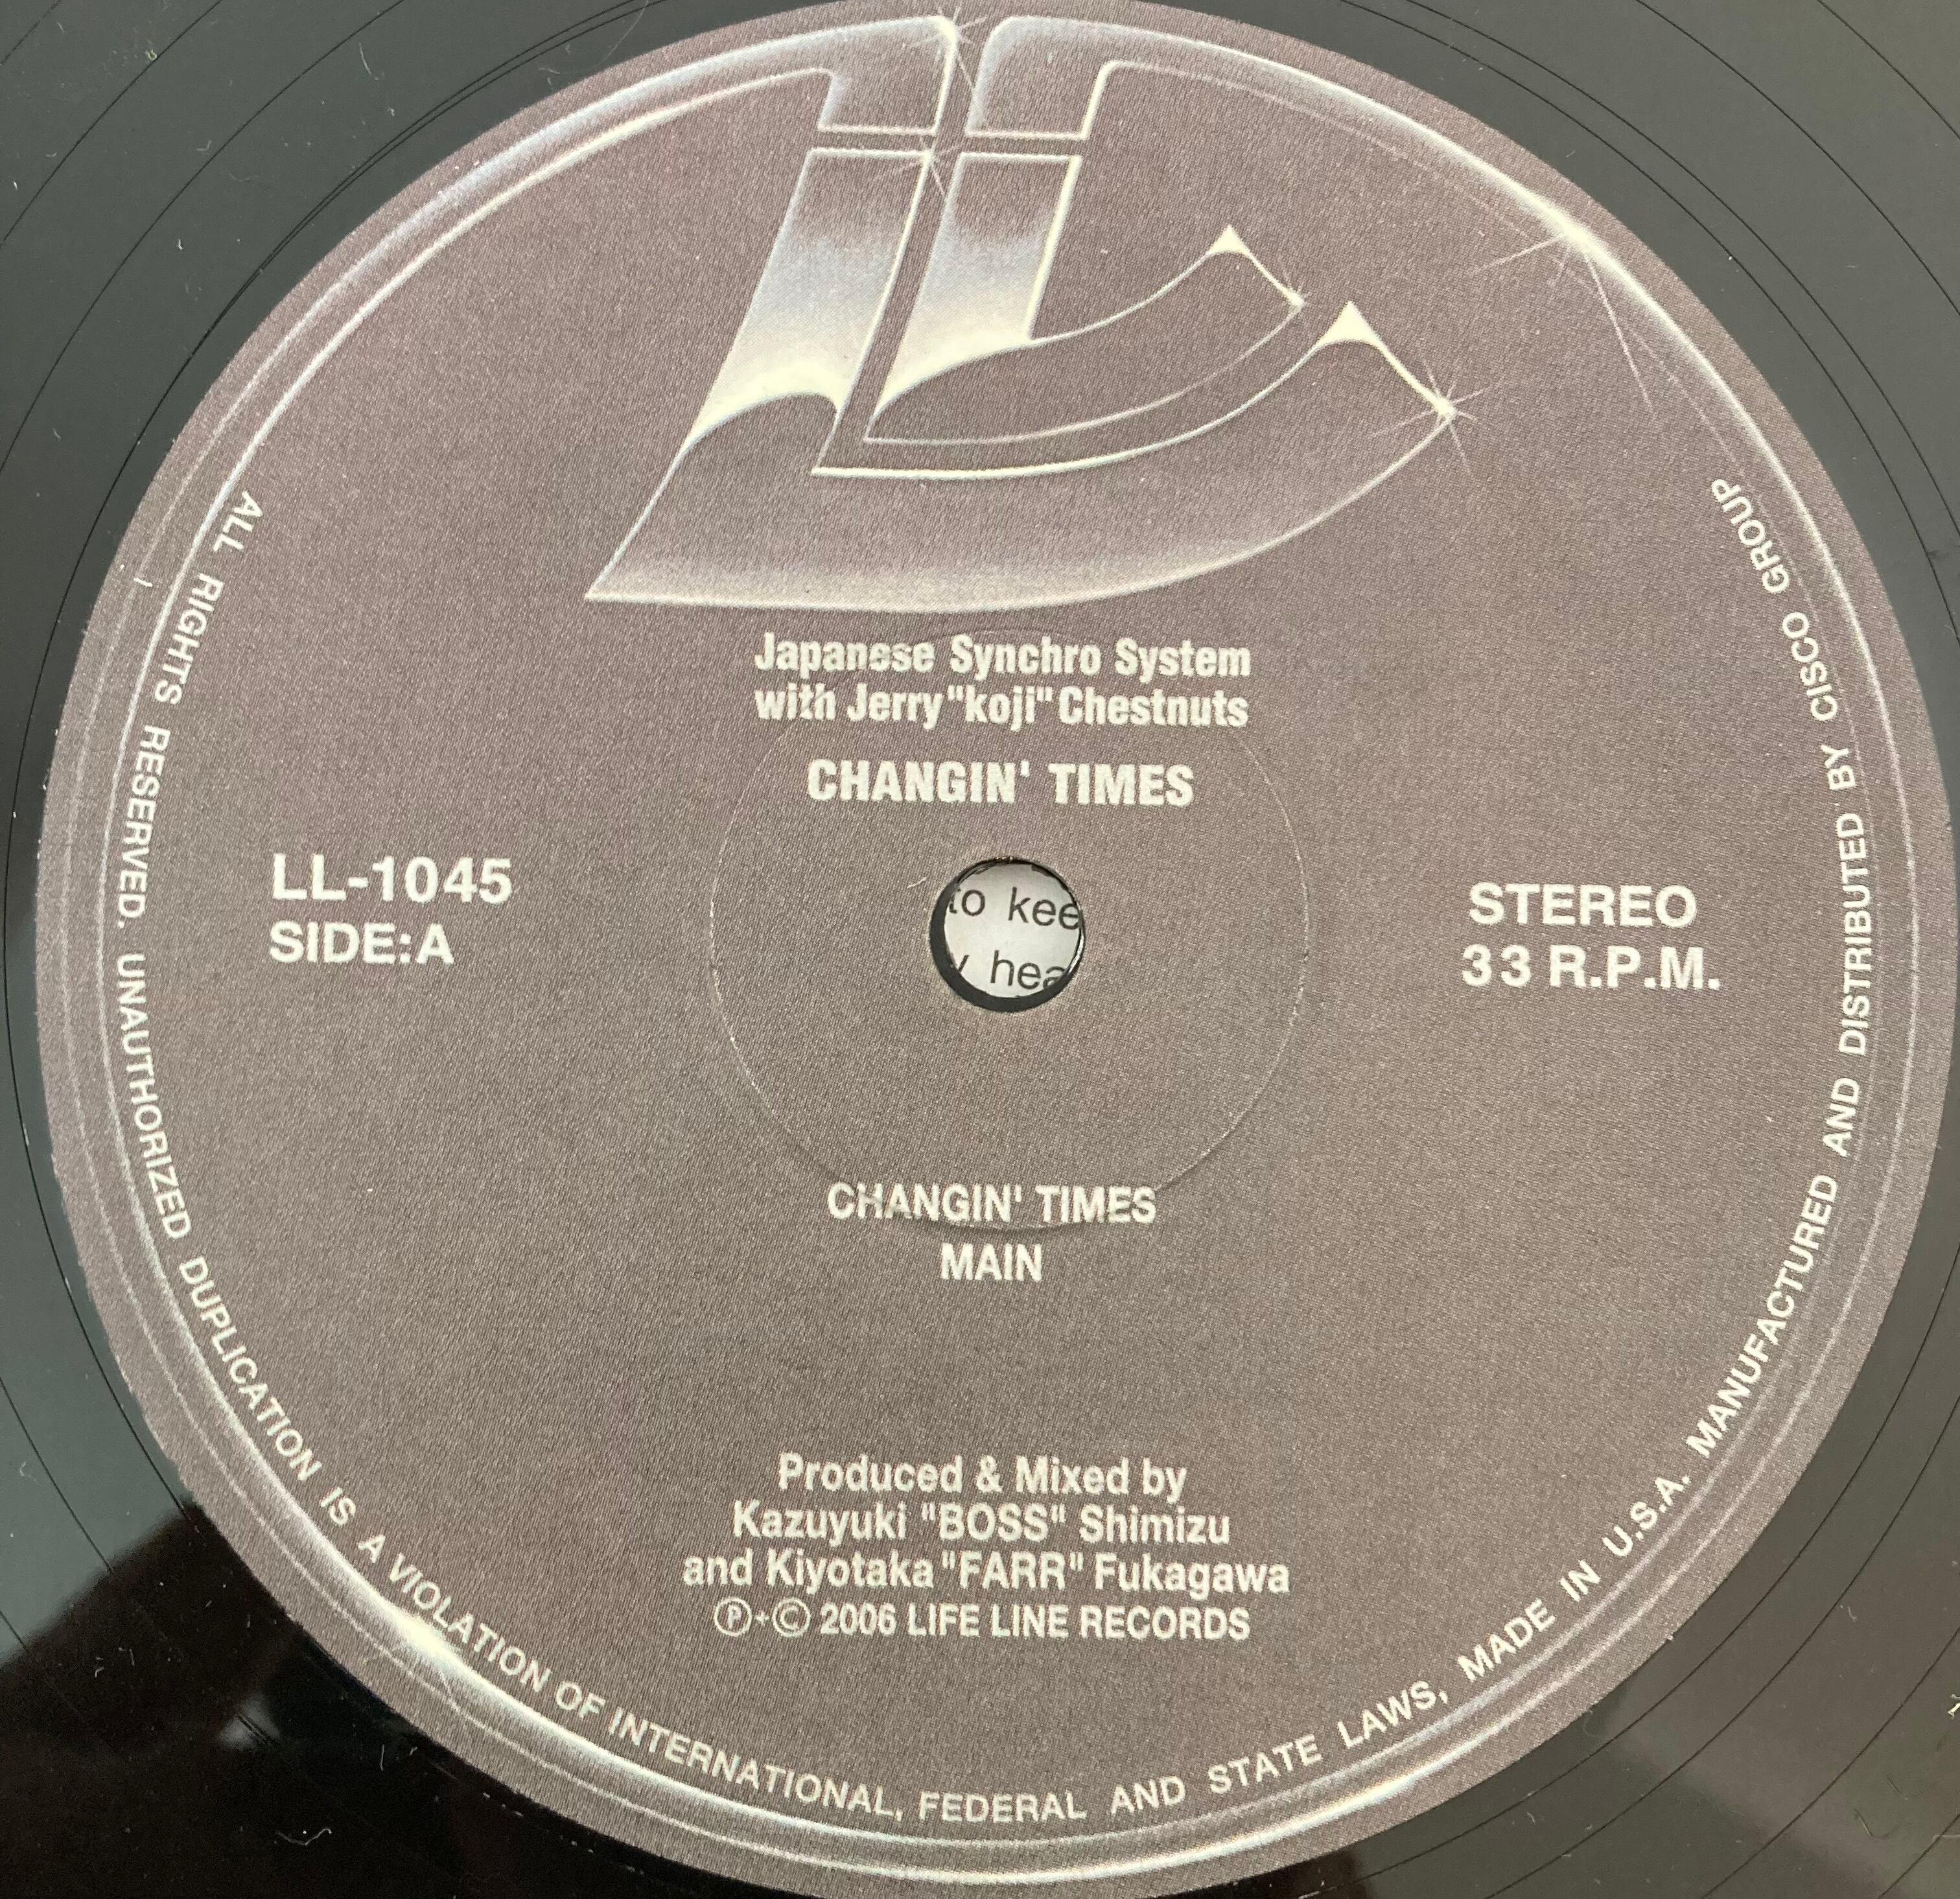 Japanese Synchro System
with Jerry "koji" Chestnuts
CHANGIN' TIMES
LL-1045
SIDE:A
to kee
hea
STEREO
33 R.P.M.
CHANGIN' TIMES
MAIN
Produced & Mixed by
Kazuyuki "BOSS" Shimizu
and Kiyotaka "FARR" Fukagawa
Ⓟ+© 2006 LIFE LINE RECORDS
ALL RIGHTS RESERVED. UNAUTHORIZED DUPLICATION IS A VIOLATION OF INTERNATIONAL, FEDERAL AND STATE LAWS, MADE IN U.S.A. MANUFACTURED AND DISTRIBUTED BY CISCO GROUP